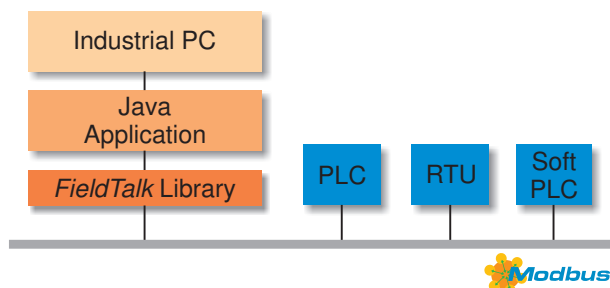 Industrial PC
Java
Application
FieldTalk Library
PLC
RTU
Soft
PLC
Modbus